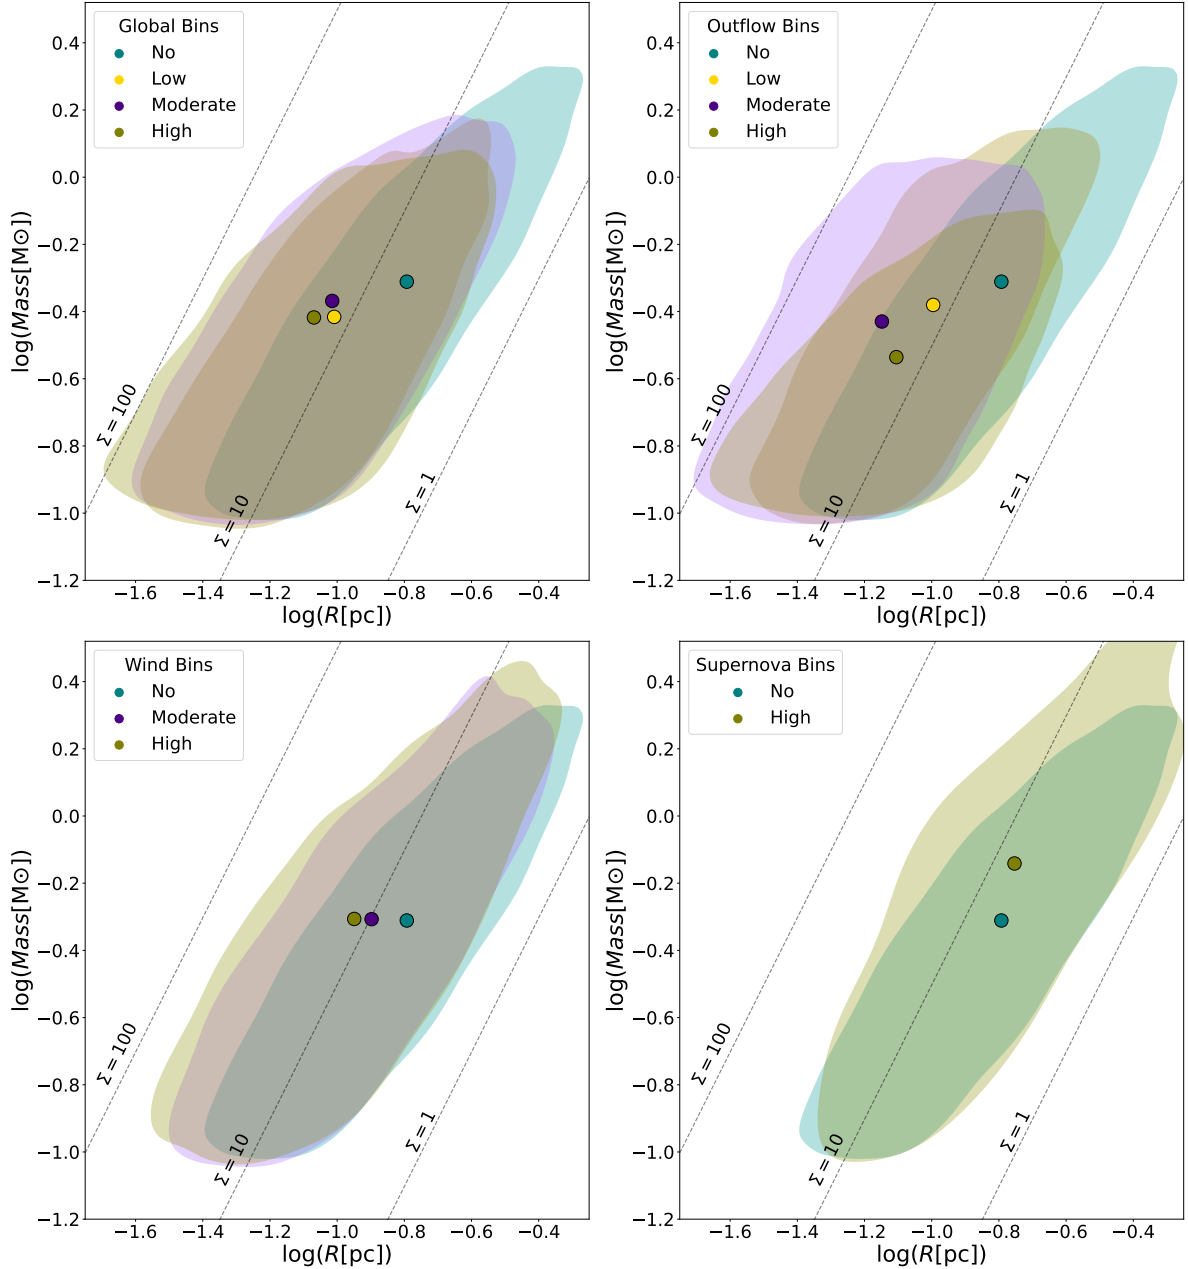 Global Bins
No
Low
Moderate
High
0.4
0.2
0.0
−0.2
−0.4
−0.6
−0.8
−1.0
−1.2
log(Mass[M⊙])
Σ = 100
Σ = 10
Σ = 1
−1.6
−1.4
−1.2
−1.0
−0.8
−0.6
−0.4
log(R[pc])
Outflow Bins
No
Low
Moderate
High
0.4
0.2
0.0
−0.2
−0.4
−0.6
−0.8
−1.0
−1.2
log(Mass[M⊙])
Σ = 100
Σ = 10
Σ = 1
−1.6
−1.4
−1.2
−1.0
−0.8
−0.6
−0.4
log(R[pc])
Wind Bins
No
Moderate
High
0.4
0.2
0.0
−0.2
−0.4
−0.6
−0.8
−1.0
−1.2
log(Mass[M⊙])
Σ = 100
Σ = 10
Σ = 1
−1.6
−1.4
−1.2
−1.0
−0.8
−0.6
−0.4
log(R[pc])
Supernova Bins
No
High
0.4
0.2
0.0
−0.2
−0.4
−0.6
−0.8
−1.0
−1.2
log(Mass[M⊙])
Σ = 100
Σ = 10
Σ = 1
−1.6
−1.4
−1.2
−1.0
−0.8
−0.6
−0.4
log(R[pc])